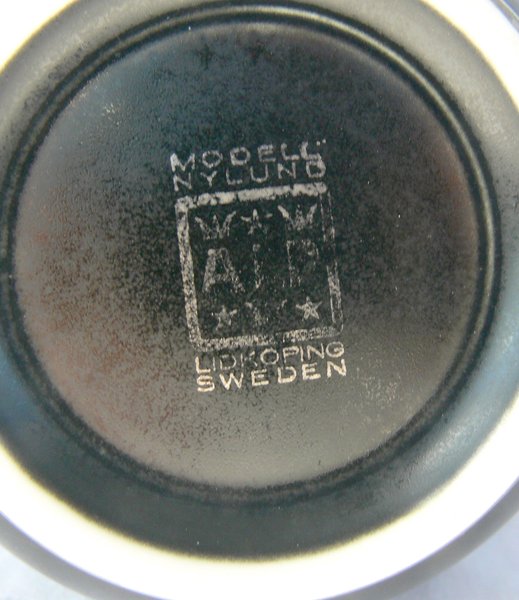 MODELL
NYLUND
ALP
LIDKÖPING
SWEDEN